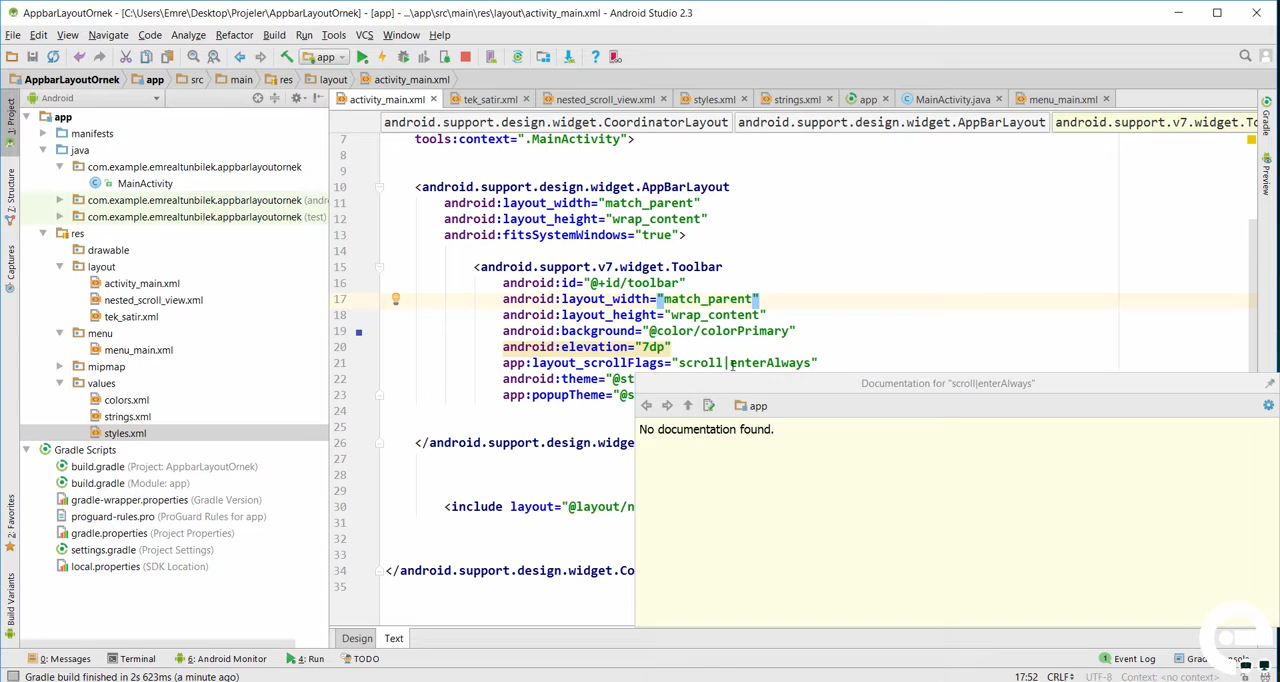 AppbarLayoutOrnek - [C:\Users\Emre\Desktop\Projeler\AppbarLayoutOrnek] - [app] - ...\app\src\main\res\layout\activity_main.xml - Android Studio 2.3
File Edit View Navigate Code Analyze Refactor Build Run Tools VCS Window Help
app
AppbarLayoutOrnek app src main res layout activity_main.xml
Android
activity_main.xml tek_satir.xml nested_scroll_view.xml styles.xml strings.xml app MainActivity.java menu_main.xml
1: Project
Z: Structure
Captures
2: Favorites
Build Variants
app
manifests
java
com.example.emrealtunbilek.appbarlayoutornek
MainActivity
com.example.emrealtunbilek.appbarlayoutornek (andr
com.example.emrealtunbilek.appbarlayoutornek (test)
res
drawable
layout
activity_main.xml
nested_scroll_view.xml
tek_satir.xml
menu
menu_main.xml
mipmap
values
colors.xml
strings.xml
styles.xml
Gradle Scripts
build.gradle (Project: AppbarLayoutOrnek)
build.gradle (Module: app)
gradle-wrapper.properties (Gradle Version)
proguard-rules.pro (ProGuard Rules for app)
gradle.properties (Project Properties)
settings.gradle (Project Settings)
local.properties (SDK Location)
android.support.design.widget.CoordinatorLayout android.support.design.widget.AppBarLayout android.support.v7.widget.To
7 tools:context=".MainActivity">
8
9
10 <android.support.design.widget.AppBarLayout
11 android:layout_width="match_parent"
12 android:layout_height="wrap_content"
13 android:fitsSystemWindows="true">
14
15 <android.support.v7.widget.Toolbar
16 android:id="@+id/toolbar"
17 android:layout_width="match_parent"
18 android:layout_height="wrap_content"
19 android:background="@color/colorPrimary"
20 android:elevation="7dp"
21 app:layout_scrollFlags="scroll|enterAlways"
22 android:theme="@st
23 app:popupTheme="@s
24
25
26 </android.support.design.wid
27
28
29
30 <include layout="@layout/n
31
32
33
34 </android.support.design.widget.Co
35
Documentation for "scroll|enterAlways"
app
No documentation found.
Gradle
Preview
Design Text
0: Messages Terminal 6: Android Monitor 4: Run TODO Event Log
Gradle build finished in 2s 623ms (a minute ago) 17:52 CRLF UTF-8 Context: <no context>